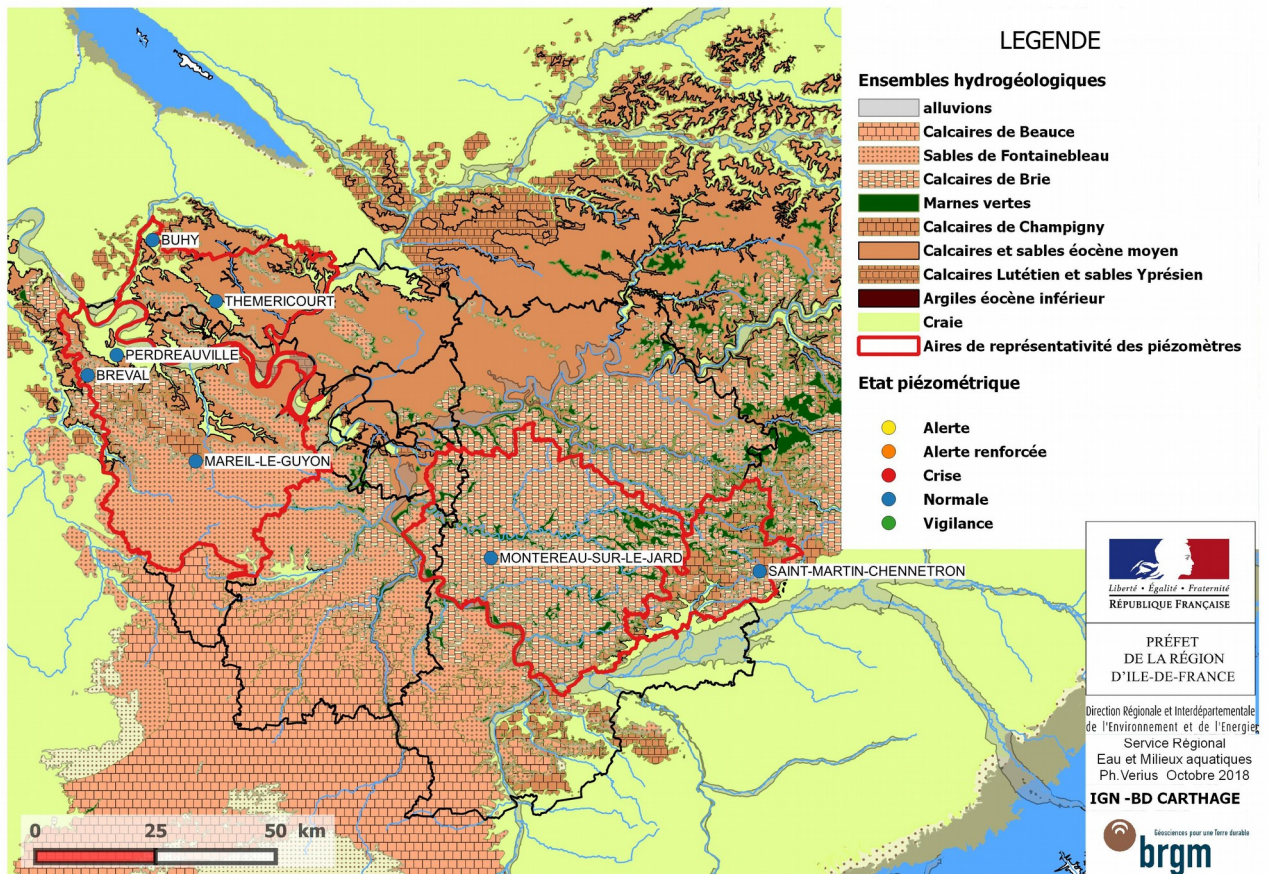 LEGENDE
Ensembles hydrogéologiques
alluvions
Calcaires de Beauce
Sables de Fontainebleau
Calcaires de Brie
Marnes vertes
Calcaires de Champigny
Calcaires et sables éocène moyen
Calcaires Lutétien et sables Yprésien
Argiles éocène inférieur
Craie
Aires de représentativité des piézomètres
Etat piézométrique
Alerte
Alerte renforcée
Crise
Normale
Vigilance
BUHY
THEMERICOURT
PERDREAUVILLE
BREVAL
MAREIL-LE-GUYON
MONTEREAU-SUR-LE-JARD
SAINT-MARTIN-CHENNETRON
0 25 50 km
Liberté • Égalité • Fraternité
RÉPUBLIQUE FRANÇAISE
PRÉFET
DE LA RÉGION
D'ILE-DE-FRANCE
Direction Régionale et Interdépartementale
de l'Environnement et de l'Energie
Service Régional
Eau et Milieux aquatiques
Ph.Verius Octobre 2018
IGN -BD CARTHAGE
Géosciences pour une Terre durable
brgm